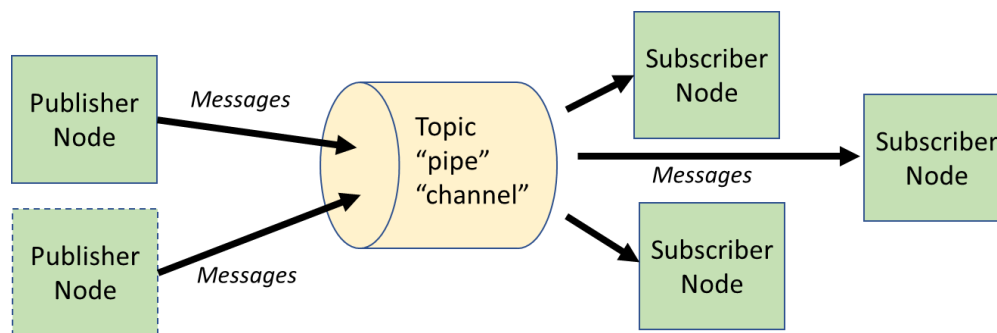 Publisher
Node
Messages
Publisher
Node
Messages
Topic
“pipe”
“channel”
Subscriber
Node
Messages
Subscriber
Node
Subscriber
Node